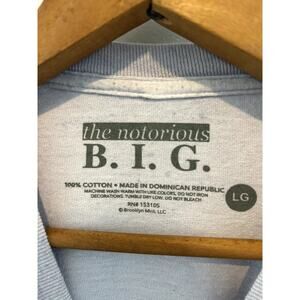 the notorious
B. I. G.
100% COTTON • MADE IN DOMINICAN REPUBLIC
MACHINE WASH WARM WITH LIKE COLORS, DO NOT IRON
DECORATIONS. TUMBLE DRY LOW. DO NOT BLEACH
RN# 153105
© Brooklyn Mint, LLC
LG